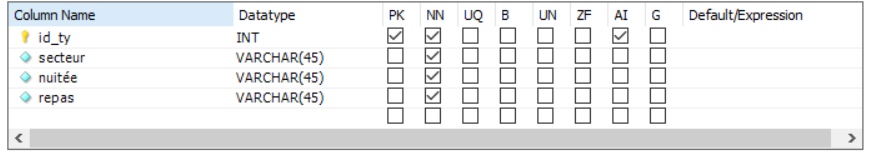 Column Name Datatype PK NN UQ B UN ZF AI G Default/Expression
id_ty INT
secteur VARCHAR(45)
nuitée VARCHAR(45)
repas VARCHAR(45)